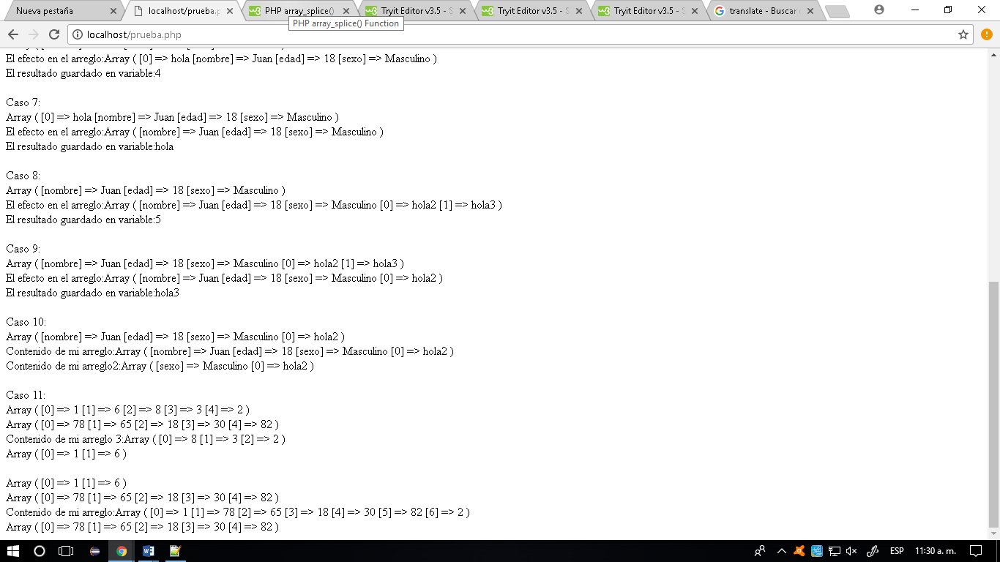 Nueva pestaña
localhost/prueba.p
PHP array_splice()
Tryit Editor v3.5 - S
Tryit Editor v3.5 - S
Tryit Editor v3.5 - S
translate - Buscar
PHP array_splice() Function
localhost/prueba.php
El efecto en el arreglo:Array ( [0] => hola [nombre] => Juan [edad] => 18 [sexo] => Masculino )
El resultado guardado en variable:4
Caso 7:
Array ( [0] => hola [nombre] => Juan [edad] => 18 [sexo] => Masculino )
El efecto en el arreglo:Array ( [nombre] => Juan [edad] => 18 [sexo] => Masculino )
El resultado guardado en variable:hola
Caso 8:
Array ( [nombre] => Juan [edad] => 18 [sexo] => Masculino )
El efecto en el arreglo:Array ( [nombre] => Juan [edad] => 18 [sexo] => Masculino [0] => hola2 [1] => hola3 )
El resultado guardado en variable:5
Caso 9:
Array ( [nombre] => Juan [edad] => 18 [sexo] => Masculino [0] => hola2 [1] => hola3 )
El efecto en el arreglo:Array ( [nombre] => Juan [edad] => 18 [sexo] => Masculino [0] => hola2 )
El resultado guardado en variable:hola3
Caso 10:
Array ( [nombre] => Juan [edad] => 18 [sexo] => Masculino [0] => hola2 )
Contenido de mi arreglo:Array ( [nombre] => Juan [edad] => 18 [sexo] => Masculino [0] => hola2 )
Contenido de mi arreglo2:Array ( [sexo] => Masculino [0] => hola2 )
Caso 11:
Array ( [0] => 1 [1] => 6 [2] => 8 [3] => 3 [4] => 2 )
Array ( [0] => 78 [1] => 65 [2] => 18 [3] => 30 [4] => 82 )
Contenido de mi arreglo 3:Array ( [0] => 8 [1] => 3 [2] => 2 )
Array ( [0] => 1 [1] => 6 )
Array ( [0] => 1 [1] => 6 )
Array ( [0] => 78 [1] => 65 [2] => 18 [3] => 30 [4] => 82 )
Contenido de mi arreglo:Array ( [0] => 1 [1] => 78 [2] => 65 [3] => 18 [4] => 30 [5] => 82 [6] => 2 )
Array ( [0] => 78 [1] => 65 [2] => 18 [3] => 30 [4] => 82 )
ESP
11:30 a. m.